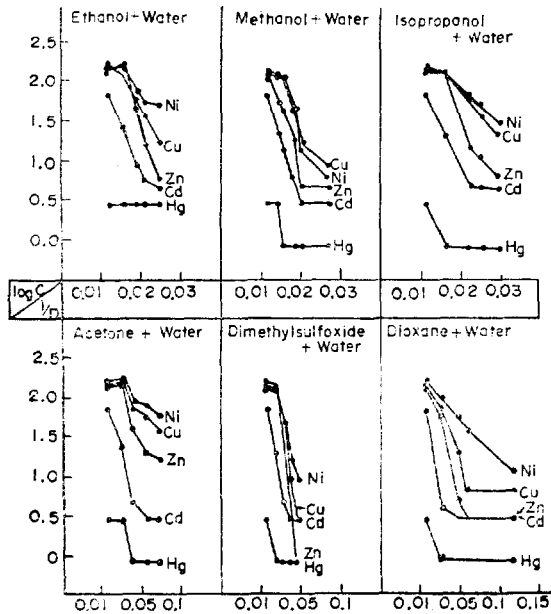 Ethanol+Water
Methanol+Water
Isopropanol
+ Water
2.5
2.0
1.5
1.0
0.5
0.0
Ni
Cu
Zn
Cd
Hg
Cu
Ni
Zn
Cd
Hg
Ni
Cu
Zn
Cd
Hg
log C
1/D
0.01 0.02 0.03
0.01 0.02 0.03
0.01 0.02 0.03
Acetone + Water
Dimethylsulfoxide
+ Water
Dioxane+Water
2.5
2.0
1.5
1.0
0.5
0
Ni
Cu
Zn
Cd
Hg
Ni
Cu
Cd
Zn
Hg
Ni
Cu
Zn
Cd
Hg
0.01 0.05 0.1
0.01 0.05 0.1
0.01 0.05 0.1 0.15